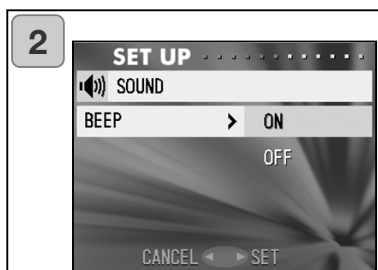 2
SET UP
SOUND
BEEP > ON
OFF
CANCEL ◄ ► SET